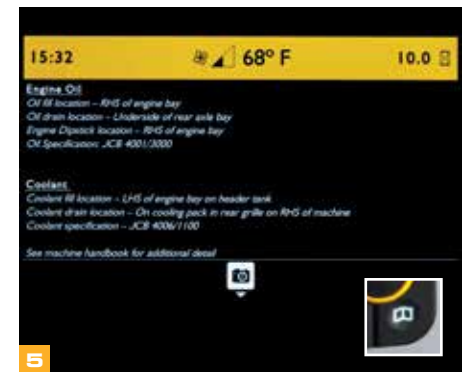 15:32 68° F 10.0
Engine Oil
Oil fill location – RHS of engine bay
Oil drain location – Underside of rear axle bay
Engine Dipstick location – RHS of engine bay
Oil Specification: JCB 4001/3000
Coolant
Coolant fill location – LHS of engine bay on header tank
Coolant drain location – On cooling pack in rear grille on RHS of machine
Coolant specification – JCB 4006/1100
See machine handbook for additional detail
5